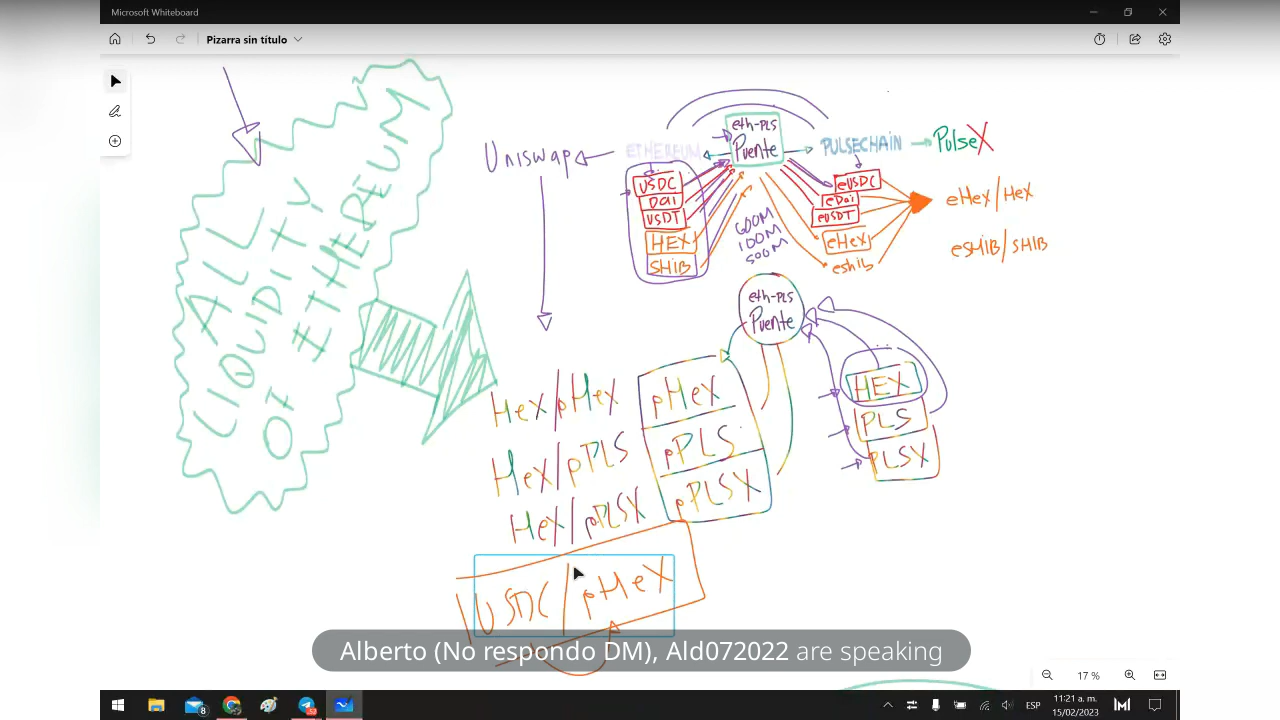 Microsoft Whiteboard
Pizarra sin título
ALL
LIQUIDITY
OF ETHEREUM
Uniswap
ETHEREUM
eth-PLS
Puente
PULSECHAIN
PulseX
USDC
Dai
USDT
HEX
SHIB
600M
100M
500M
eUSDC
eDai
eUSDT
eHex
eshib
eHex/Hex
eSHIB/SHIB
eth-PLS
Puente
Hex/pHex
Hex/pPLS
Hex/pPLSX
pHeX
pPLS
pPLSX
HEX
PLS
PLSX
USDC/pHeX
Alberto (No respondo DM), Ald072022 are speaking
17 %
8
ESP
11:21 a. m.
15/02/2023